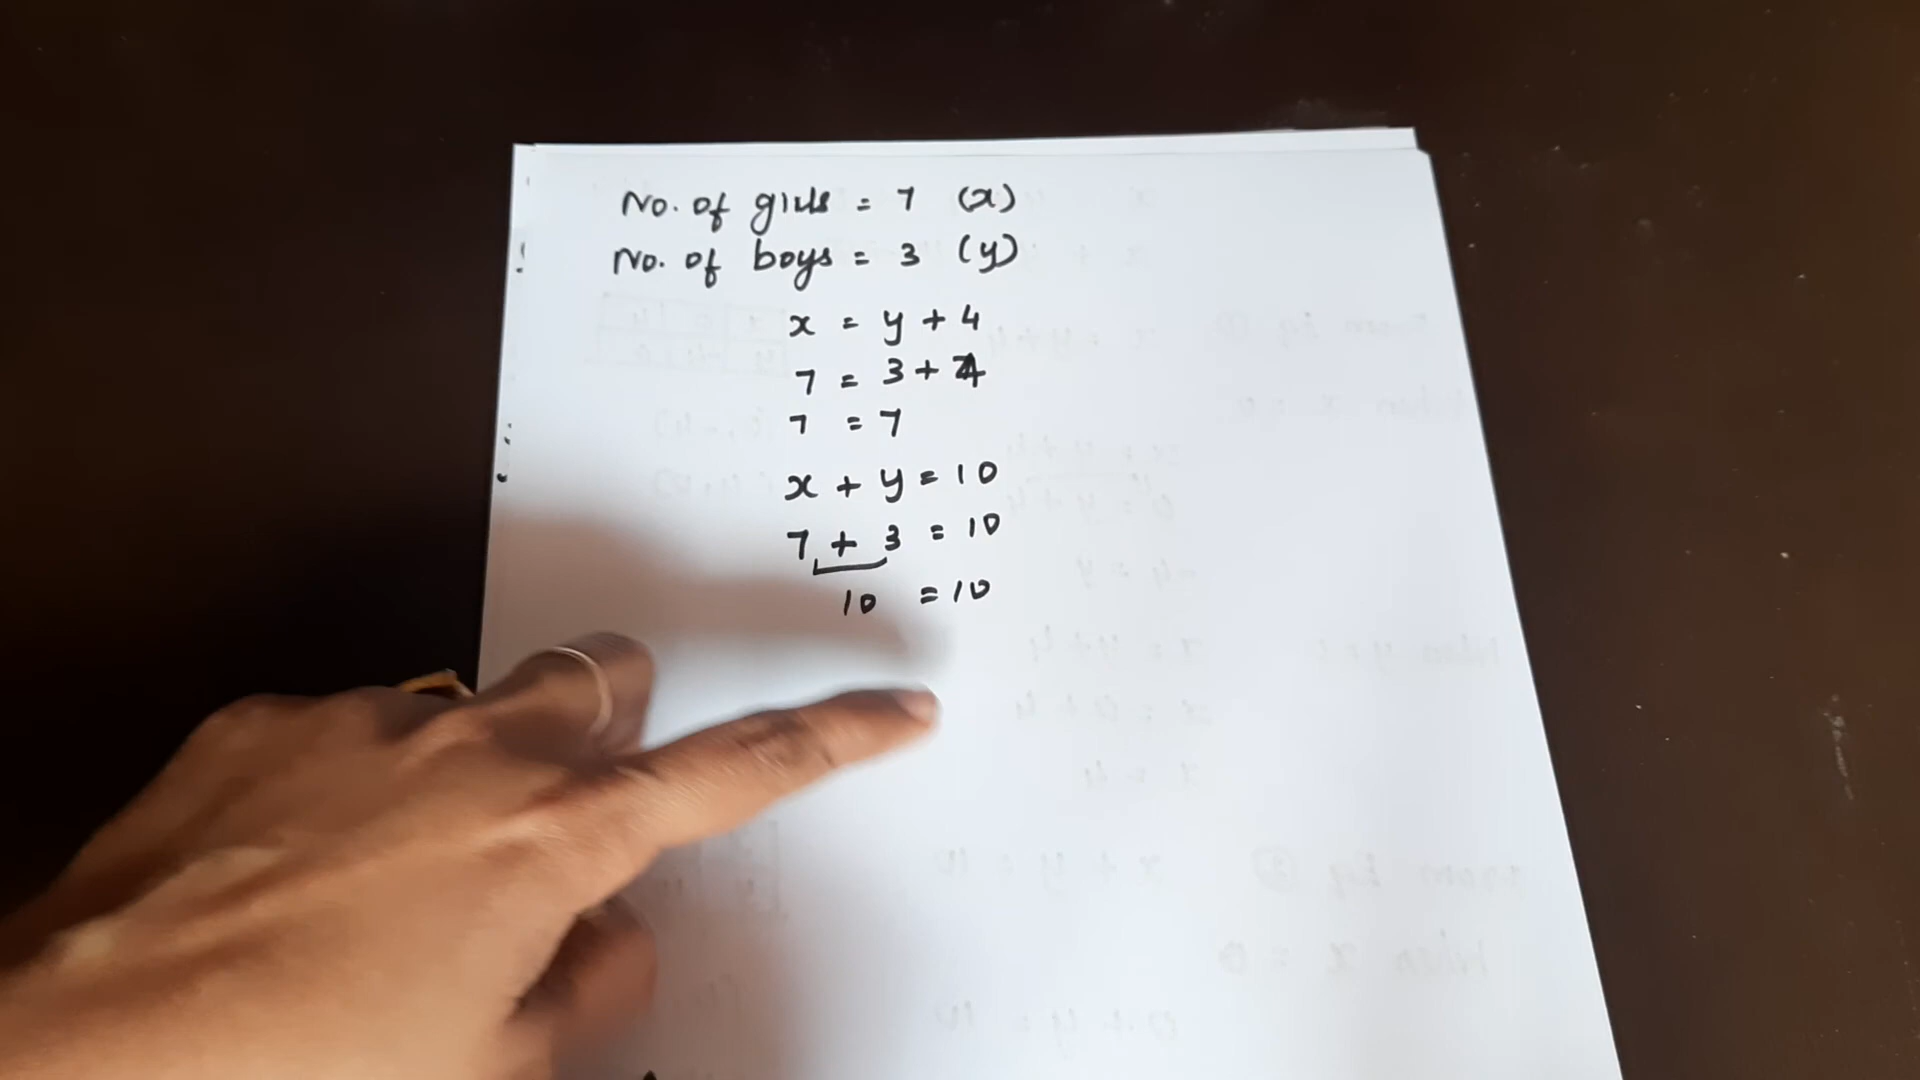 No. of girls = 7 (x)
No. of boys = 3 (y)
x = y + 4
7 = 3 + 4
7 = 7
x + y = 10
7 + 3 = 10
10 = 10